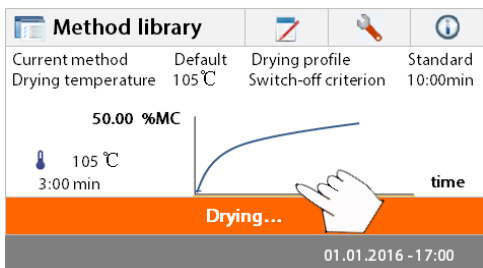 Method library
Current method Default Drying profile Standard
Drying temperature 105℃ Switch-off criterion 10:00min
50.00 %MC
105 ℃
3:00 min
time
Drying...
01.01.2016 -17:00